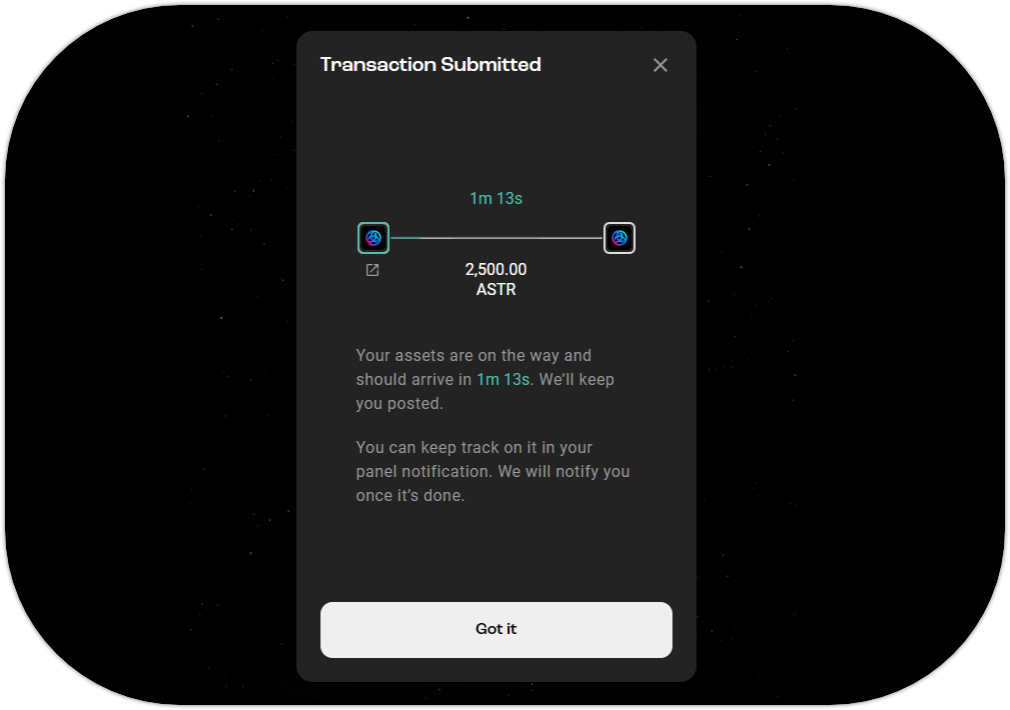 Transaction Submitted
1m 13s
2,500.00
ASTR
Your assets are on the way and
should arrive in 1m 13s. We’ll keep
you posted.
You can keep track on it in your
panel notification. We will notify you
once it’s done.
Got it